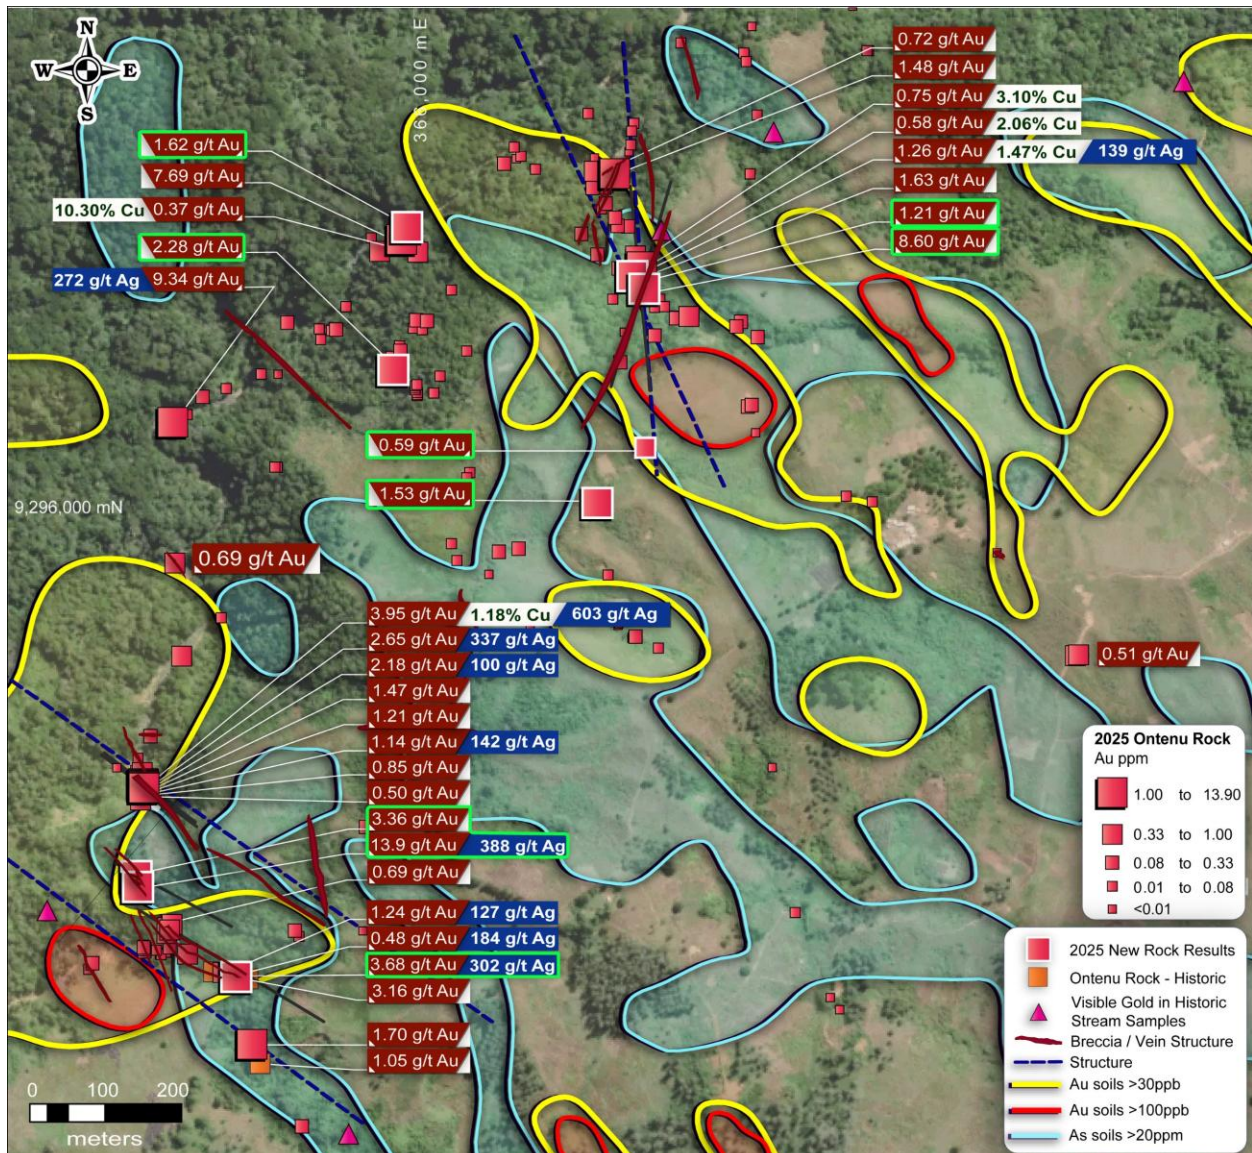 N
W E
S
366,000 m E
1.62 g/t Au
7.69 g/t Au
10.30% Cu 0.37 g/t Au
2.28 g/t Au
272 g/t Ag 9.34 g/t Au
0.72 g/t Au
1.48 g/t Au
0.75 g/t Au 3.10% Cu
0.58 g/t Au 2.06% Cu
1.26 g/t Au 1.47% Cu 139 g/t Ag
1.63 g/t Au
1.21 g/t Au
8.60 g/t Au
0.59 g/t Au
1.53 g/t Au
9,296,000 mN
0.69 g/t Au
3.95 g/t Au 1.18% Cu 603 g/t Ag
2.65 g/t Au 337 g/t Ag
2.18 g/t Au 100 g/t Ag
1.47 g/t Au
1.21 g/t Au
1.14 g/t Au 142 g/t Ag
0.85 g/t Au
0.50 g/t Au
3.36 g/t Au
13.9 g/t Au 388 g/t Ag
0.69 g/t Au
1.24 g/t Au 127 g/t Ag
0.48 g/t Au 184 g/t Ag
3.68 g/t Au 302 g/t Ag
3.16 g/t Au
1.70 g/t Au
1.05 g/t Au
0.51 g/t Au
2025 Ontenu Rock
Au ppm
1.00 to 13.90
0.33 to 1.00
0.08 to 0.33
0.01 to 0.08
<0.01
2025 New Rock Results
Ontenu Rock - Historic
Visible Gold in Historic
Stream Samples
Breccia / Vein Structure
Structure
Au soils >30ppb
Au soils >100ppb
As soils >20ppm
0 100 200
meters